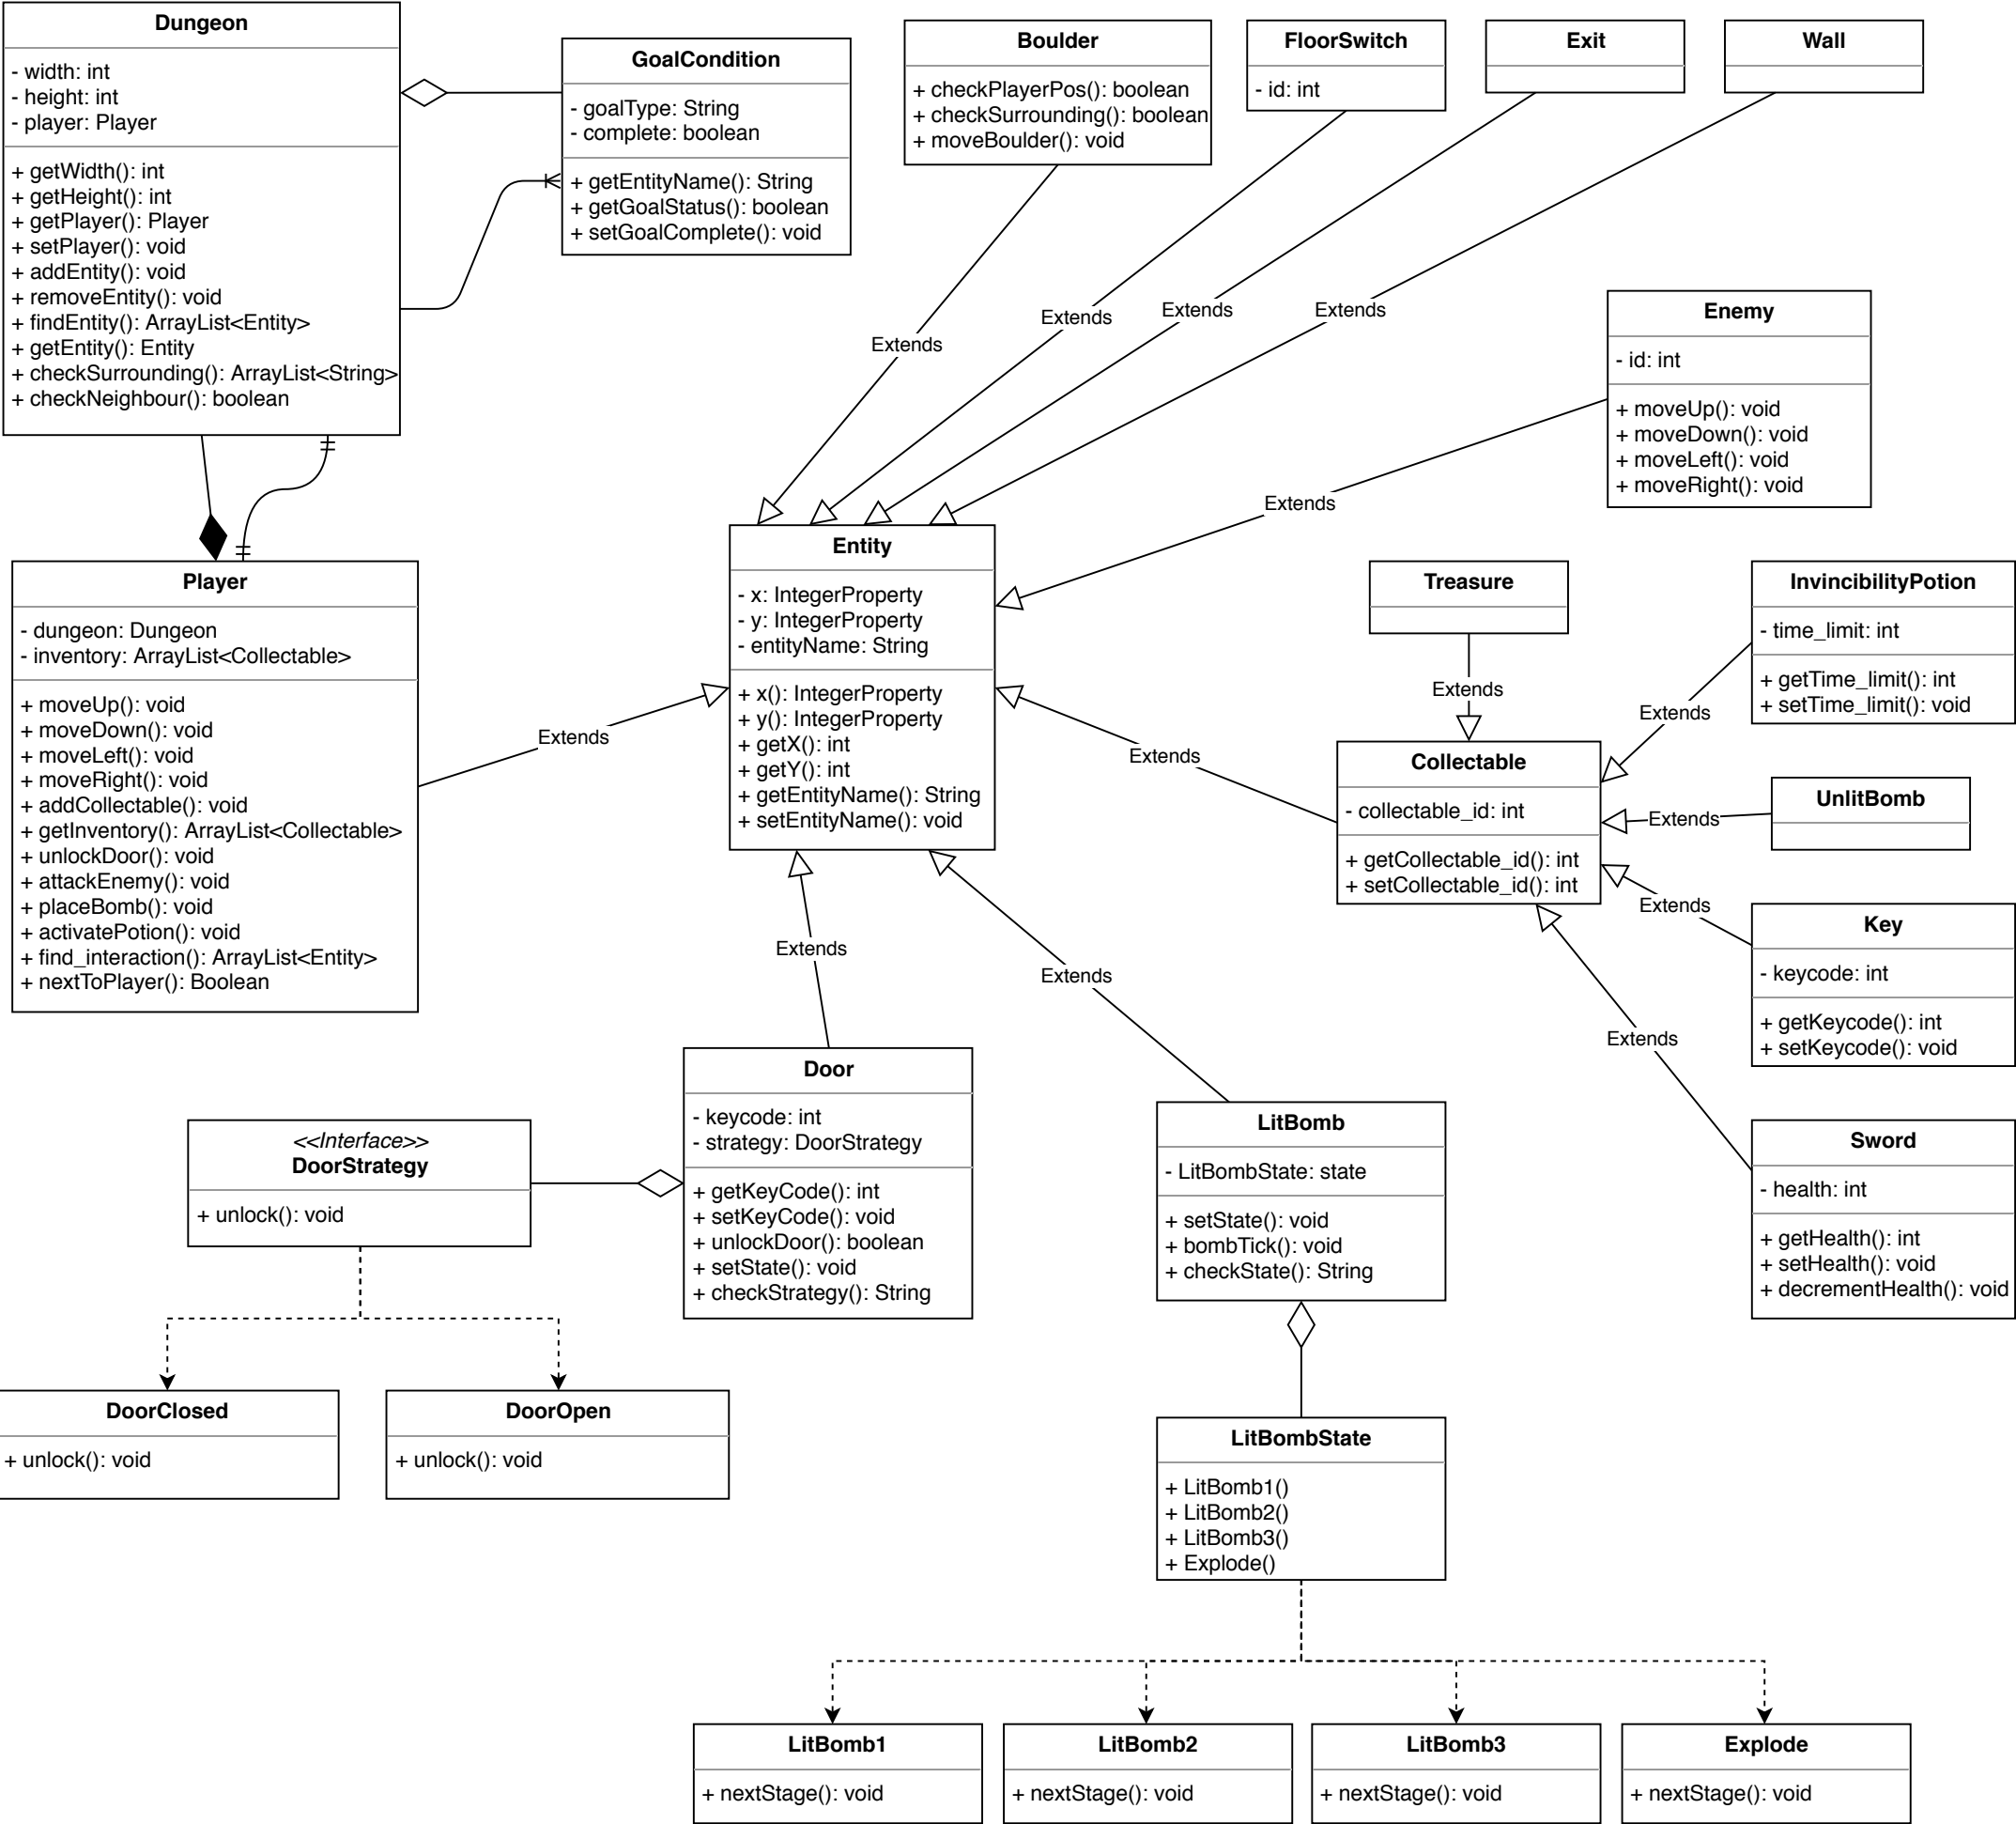 Dungeon
- width: int
- height: int
- player: Player
+ getWidth(): int
+ getHeight(): int
+ getPlayer(): Player
+ setPlayer(): void
+ addEntity(): void
+ removeEntity(): void
+ findEntity(): ArrayList<Entity>
+ getEntity(): Entity
+ checkSurrounding(): ArrayList<String>
+ checkNeighbour(): boolean
GoalCondition
- goalType: String
- complete: boolean
+ getEntityName(): String
+ getGoalStatus(): boolean
+ setGoalComplete(): void
Boulder
+ checkPlayerPos(): boolean
+ checkSurrounding(): boolean
+ moveBoulder(): void
FloorSwitch
- id: int
Exit
Wall
Extends
Extends
Extends
Extends
Enemy
- id: int
+ moveUp(): void
+ moveDown(): void
+ moveLeft(): void
+ moveRight(): void
Extends
Player
- dungeon: Dungeon
- inventory: ArrayList<Collectable>
+ moveUp(): void
+ moveDown(): void
+ moveLeft(): void
+ moveRight(): void
+ addCollectable(): void
+ getInventory(): ArrayList<Collectable>
+ unlockDoor(): void
+ attackEnemy(): void
+ placeBomb(): void
+ activatePotion(): void
+ find_interaction(): ArrayList<Entity>
+ nextToPlayer(): Boolean
Extends
Entity
- x: IntegerProperty
- y: IntegerProperty
- entityName: String
+ x(): IntegerProperty
+ y(): IntegerProperty
+ getX(): int
+ getY(): int
+ getEntityName(): String
+ setEntityName(): void
Extends
Treasure
Extends
InvincibilityPotion
- time_limit: int
+ getTime_limit(): int
+ setTime_limit(): void
Extends
Collectable
- collectable_id: int
+ getCollectable_id(): int
+ setCollectable_id(): int
UnlitBomb
Extends
Key
- keycode: int
+ getKeycode(): int
+ setKeycode(): void
Extends
Extends
Sword
- health: int
+ getHealth(): int
+ setHealth(): void
+ decrementHealth(): void
Extends
Extends
Door
- keycode: int
- strategy: DoorStrategy
+ getKeyCode(): int
+ setKeyCode(): void
+ unlockDoor(): boolean
+ setState(): void
+ checkStrategy(): String
<<Interface>>
DoorStrategy
+ unlock(): void
DoorClosed
+ unlock(): void
DoorOpen
+ unlock(): void
LitBomb
- LitBombState: state
+ setState(): void
+ bombTick(): void
+ checkState(): String
LitBombState
+ LitBomb1()
+ LitBomb2()
+ LitBomb3()
+ Explode()
LitBomb1
+ nextStage(): void
LitBomb2
+ nextStage(): void
LitBomb3
+ nextStage(): void
Explode
+ nextStage(): void